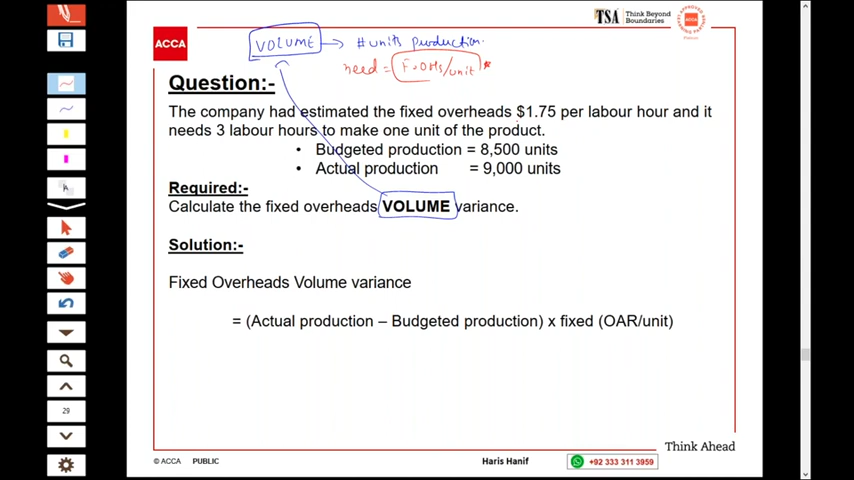 TSA Think Beyond
Boundaries
ACCA
VOLUME → # units production.
need = F.OHs/unit *
Question:-
The company had estimated the fixed overheads $1.75 per labour hour and it
needs 3 labour hours to make one unit of the product.
• Budgeted production = 8,500 units
• Actual production = 9,000 units
Required:-
Calculate the fixed overheads VOLUME variance.
Solution:-
Fixed Overheads Volume variance
= (Actual production – Budgeted production) x fixed (OAR/unit)
29
Think Ahead
© ACCA PUBLIC Haris Hanif +92 333 311 3959